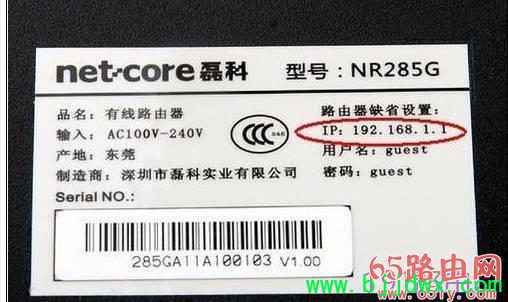 net-core 磊科 型号：NR285G
品名：有线路由器
输入：AC100V-240V
产地：东莞
制造商：深圳市磊科实业有限公司
Serial NO.:
路由器缺省设置：
IP: 192.168.1.1
用户名：guest
密码：guest
285GA11A100103 V1.00
65路由网